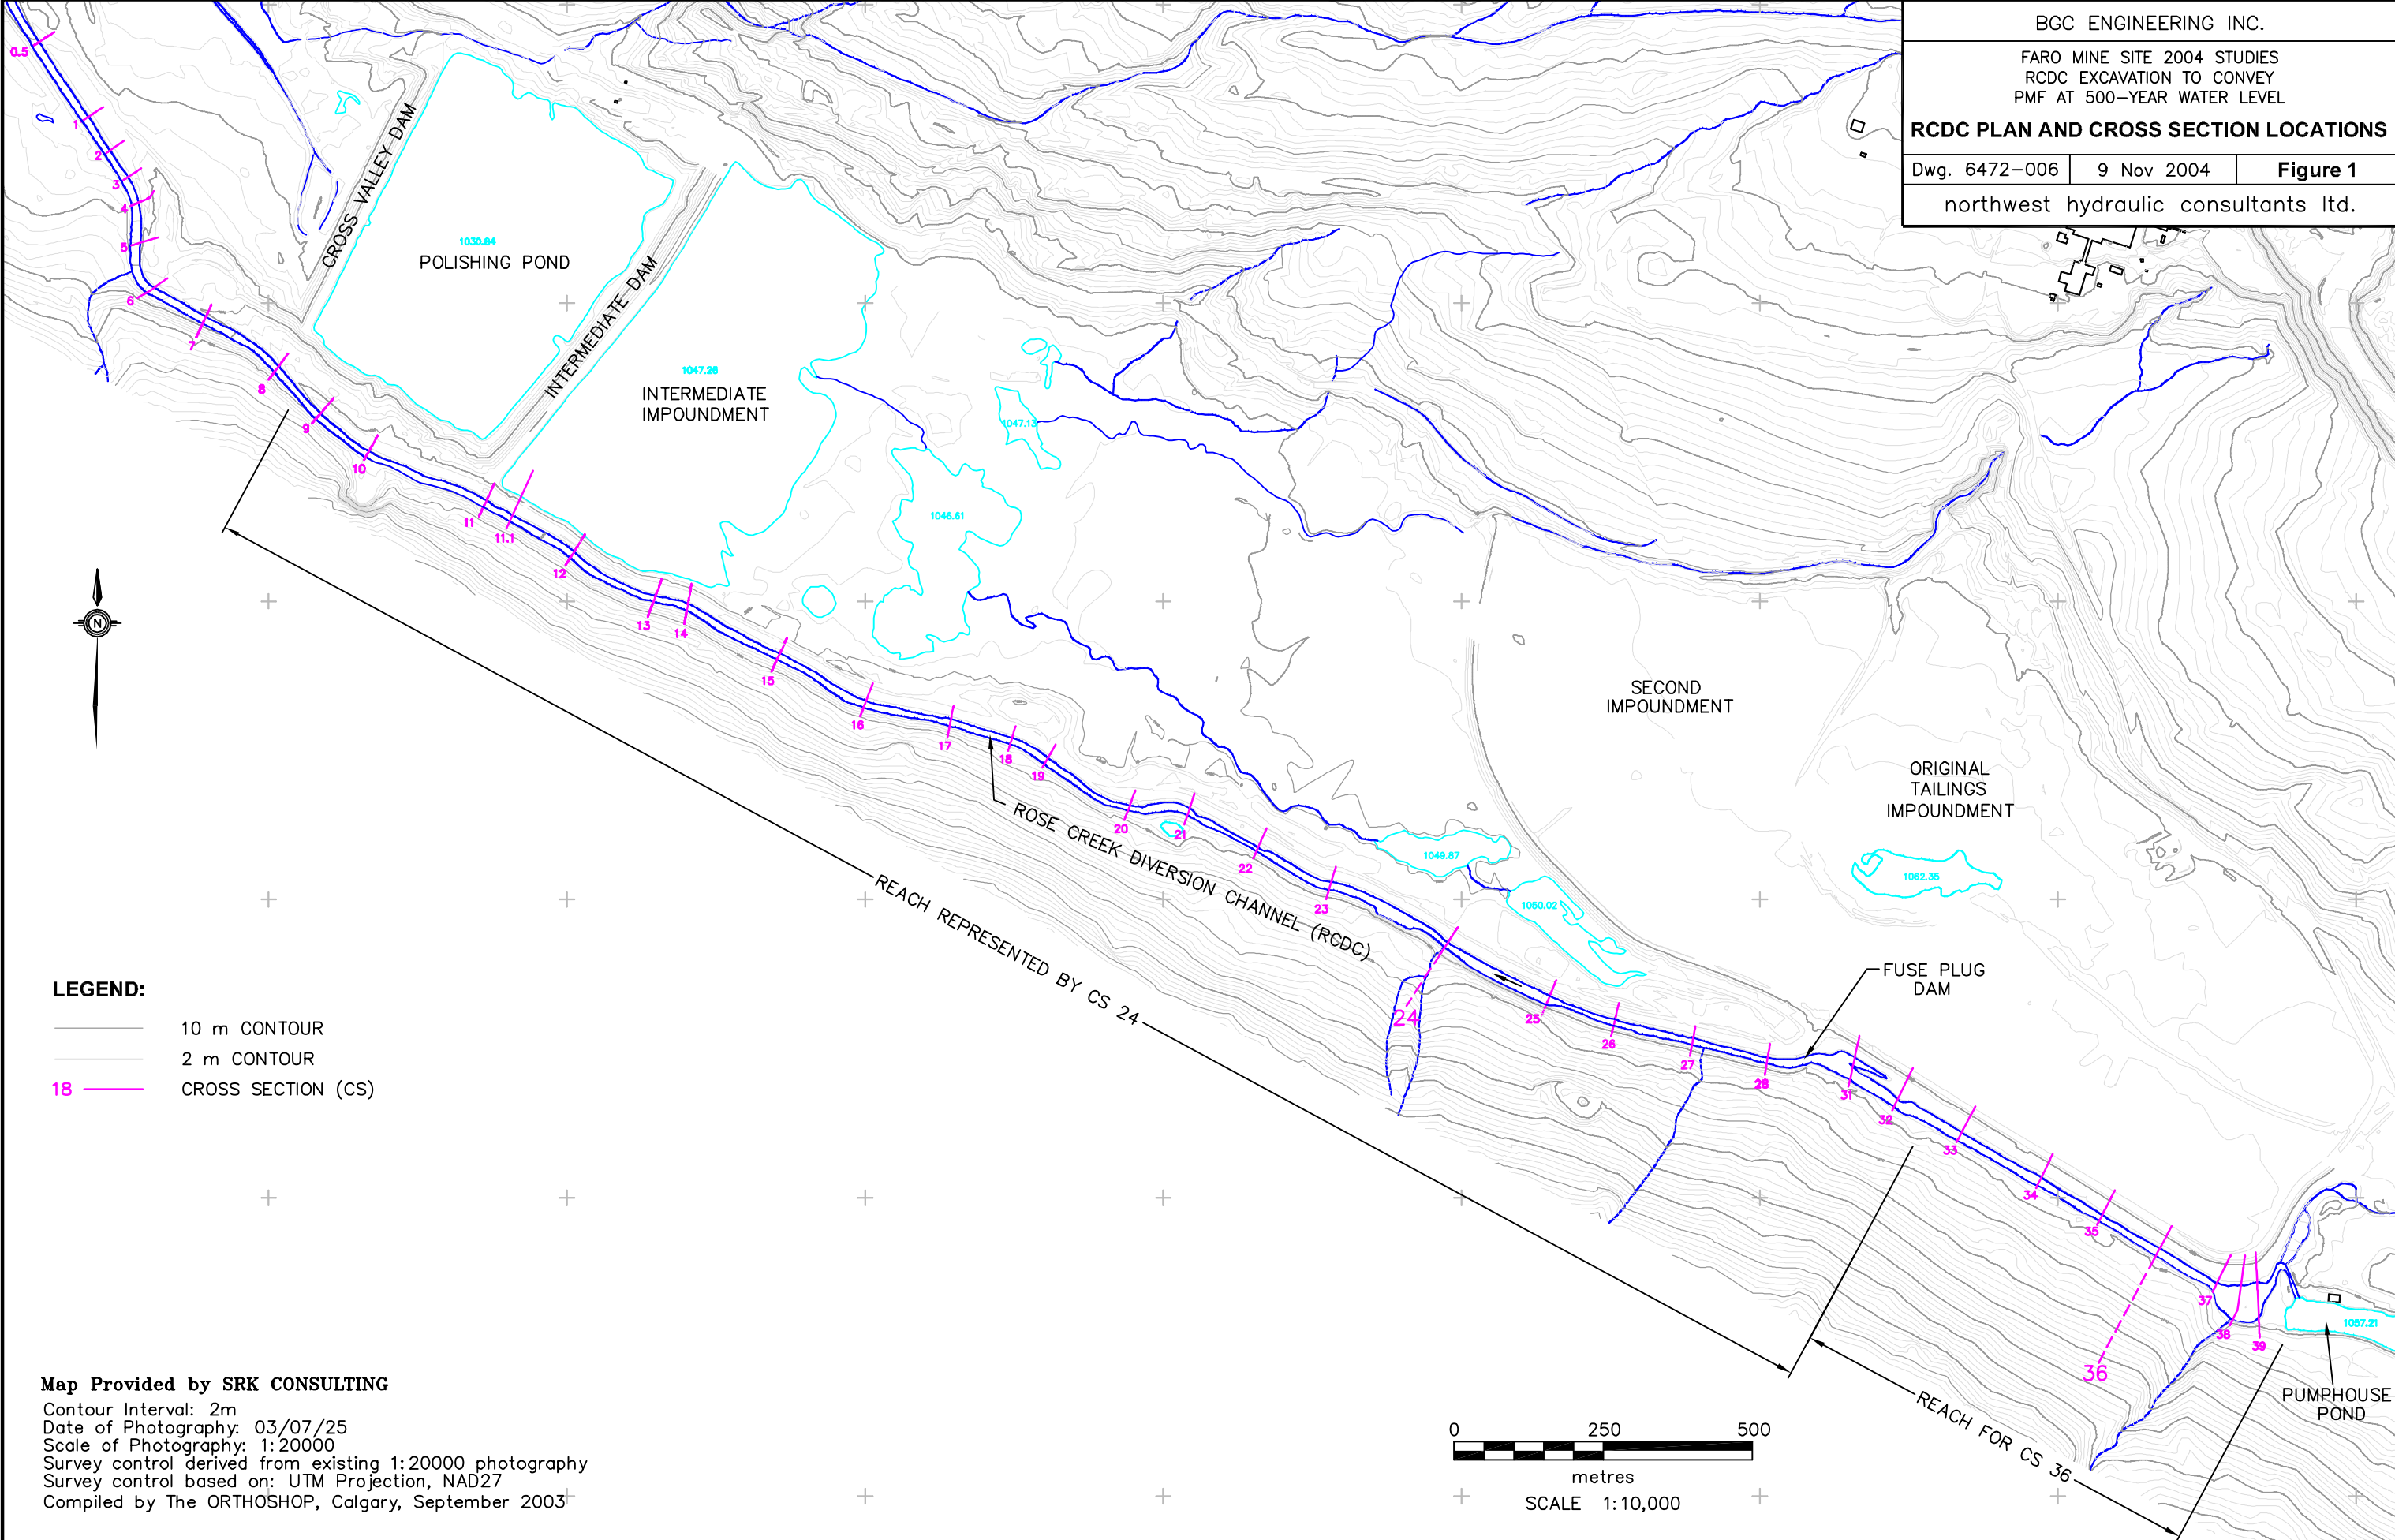 BGC ENGINEERING INC.
FARO MINE SITE 2004 STUDIES
RCDC EXCAVATION TO CONVEY
PMF AT 500-YEAR WATER LEVEL
RCDC PLAN AND CROSS SECTION LOCATIONS
Dwg. 6472-006 9 Nov 2004 Figure 1
northwest hydraulic consultants ltd.
0.5
1
2
3
4
5
6
7
8
9
10
11
11.1
12
13
14
15
16
17
18
19
20
21
22
23
24
25
26
27
28
31
32
33
34
35
36
37
38
39
CROSS VALLEY DAM
1030.64
POLISHING POND
INTERMEDIATE DAM
1047.26
INTERMEDIATE
IMPOUNDMENT
1047.13
1046.61
SECOND
IMPOUNDMENT
ORIGINAL
TAILINGS
IMPOUNDMENT
1062.35
1049.87
1050.02
ROSE CREEK DIVERSION CHANNEL (RCDC)
REACH REPRESENTED BY CS 24
FUSE PLUG
DAM
1067.21
PUMPHOUSE
POND
REACH FOR CS 36
N
LEGEND:
10 m CONTOUR
2 m CONTOUR
18 CROSS SECTION (CS)
Map Provided by SRK CONSULTING
Contour Interval: 2m
Date of Photography: 03/07/25
Scale of Photography: 1:20000
Survey control derived from existing 1:20000 photography
Survey control based on: UTM Projection, NAD27
Compiled by The ORTHOSHOP, Calgary, September 2003
0 250 500
metres
SCALE 1:10,000